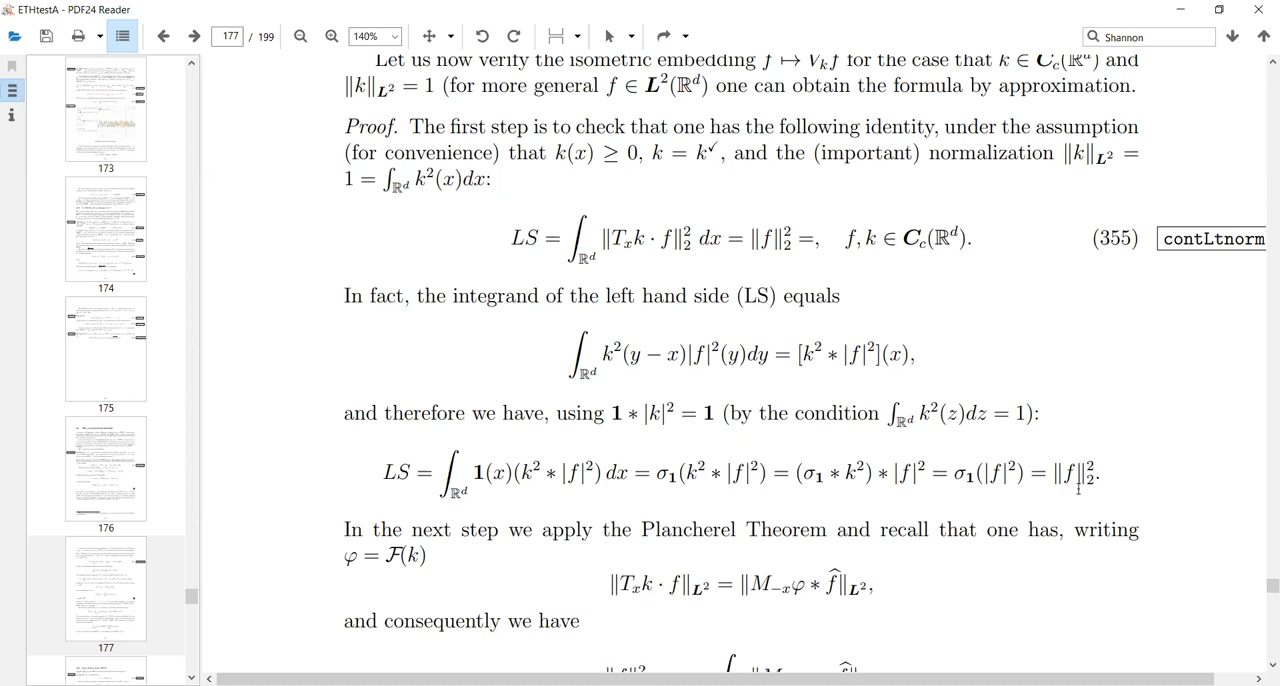 ETHtestA - PDF24 Reader
177 / 199
140%
Shannon
173
174
175
176
177
Let us now verify the isometric embedding f ↦ V_k f for the case that k ∈ C_c(ℝ^d) and
‖k‖_{L²} = 1 (for more general f ∈ L²(ℝ^d) one can obtain the formula by approximation.
Proof. The first step is to check that one has the following identity, under the assumption
(for convenience) that k(x) ≥ 0, k = k^✓, and the (important) normalization ‖k‖_{L²} =
1 = ∫_{ℝ^d} k²(x)dx:
LS = ∫_{ℝ^d} ‖T_x k · f‖₂² dx = ‖f‖₂² =, f, k ∈ C_c(ℝ^d). (355) contLtnorm
In fact, the integrand of the left hand side (LS) equals
∫_{ℝ^d} k²(y − x)|f|²(y)dy = [k² ∗ |f|²](x),
and therefore we have, using 1 ∗ |k|² = 1 (by the condition ∫_{ℝ^d} k²(z)dz = 1):
LS = ∫_{ℝ^d} 1(x)(k² ∗ |f|²) dx = σ_1(k² ∗ |f|²) = (σ_1 ∗ k²) ∗ |f|² = σ_1(|f|²) = ‖f‖₂².
In the next step we apply the Plancherel Theorem and recall that one has, writing
φ = ℱ(k)
‖T_x k · f‖_{L²} = ‖M_{−x}φ ∗ f̂‖_{L²},
and consequently we have